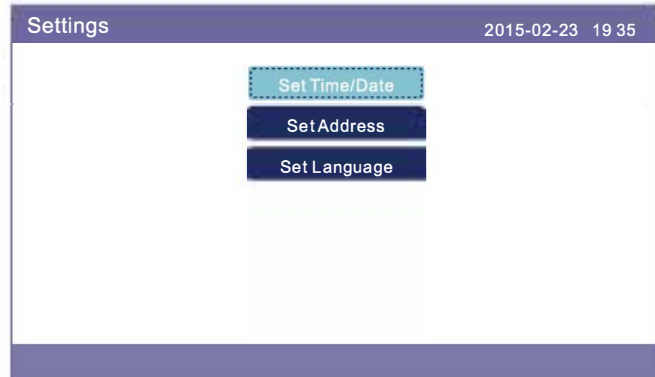 Settings
2015-02-23 19 35
Set Time/Date
Set Address
Set Language